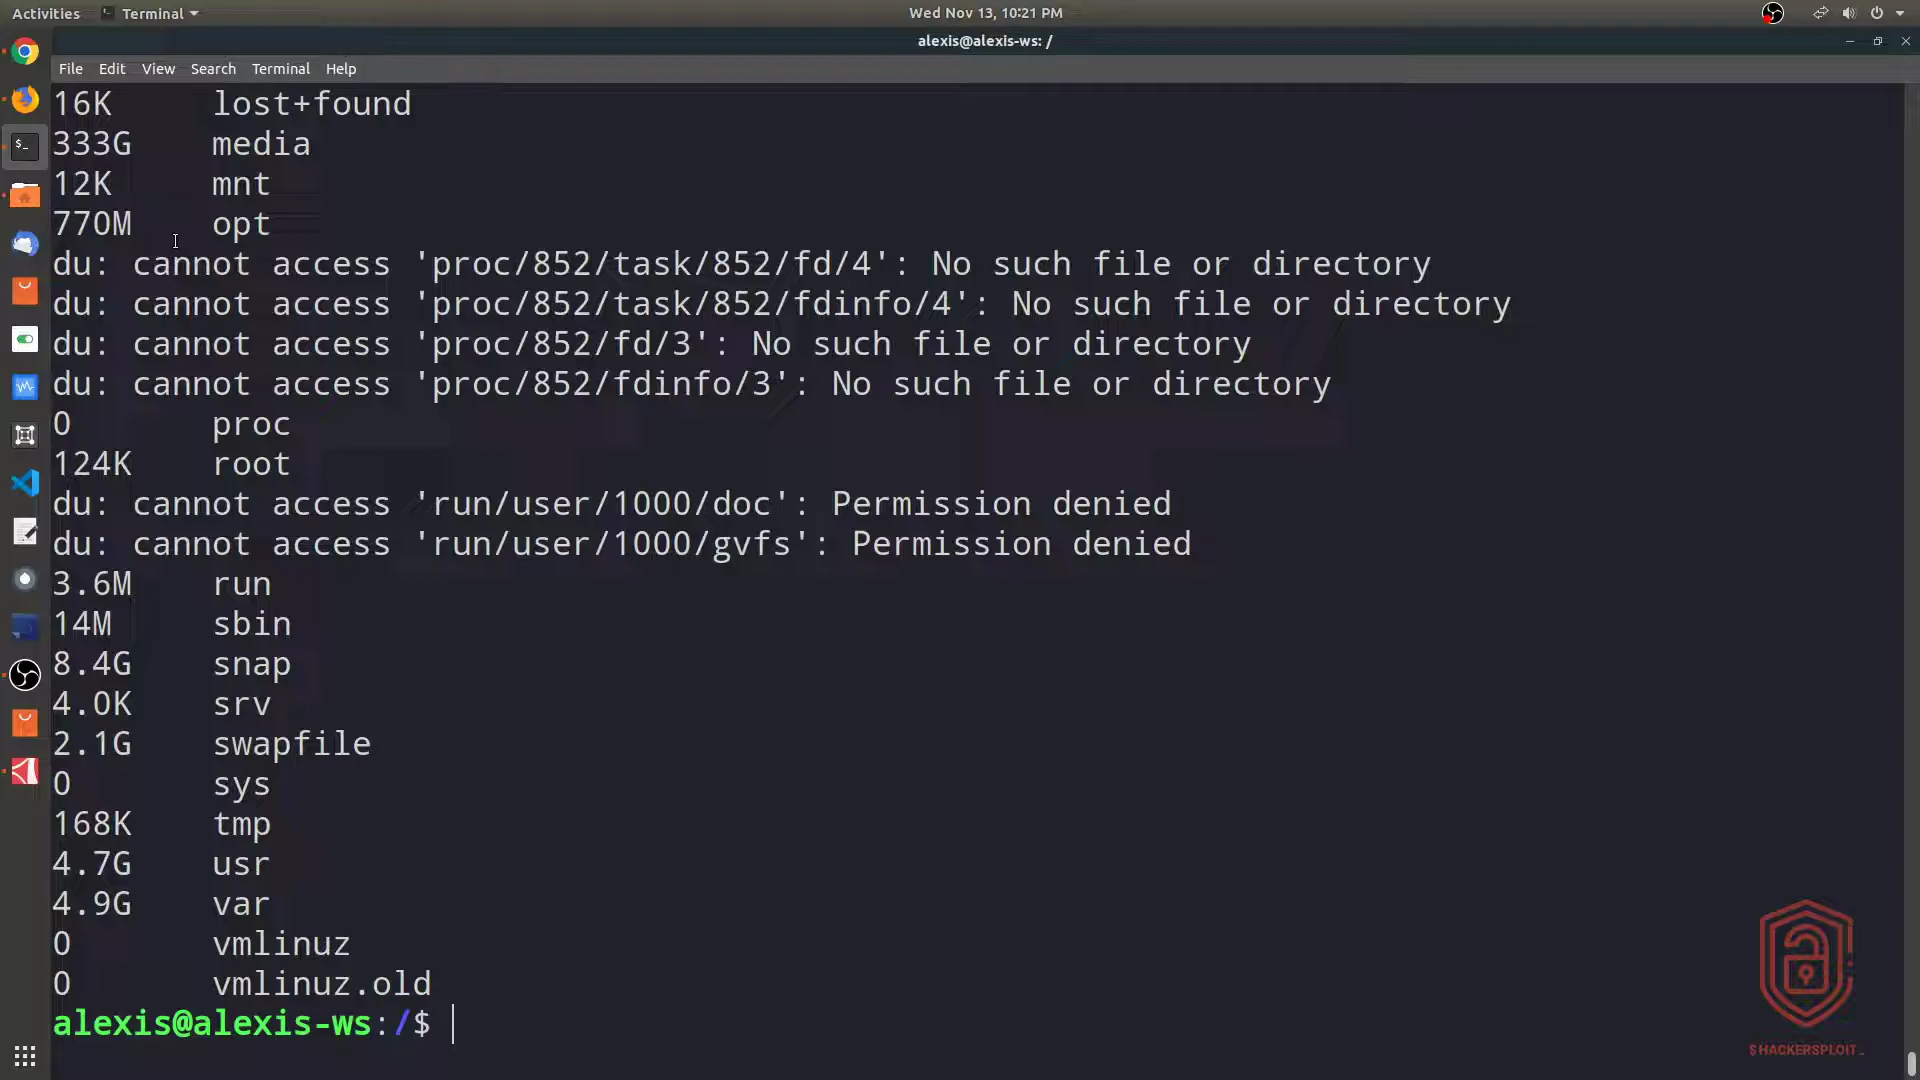 Activities Terminal Wed Nov 13, 10:21 PM
alexis@alexis-ws: /
File Edit View Search Terminal Help
16K lost+found
333G media
12K mnt
770M opt
du: cannot access 'proc/852/task/852/fd/4': No such file or directory
du: cannot access 'proc/852/task/852/fdinfo/4': No such file or directory
du: cannot access 'proc/852/fd/3': No such file or directory
du: cannot access 'proc/852/fdinfo/3': No such file or directory
0 proc
124K root
du: cannot access 'run/user/1000/doc': Permission denied
du: cannot access 'run/user/1000/gvfs': Permission denied
3.6M run
14M sbin
8.4G snap
4.0K srv
2.1G swapfile
0 sys
168K tmp
4.7G usr
4.9G var
0 vmlinuz
0 vmlinuz.old
alexis@alexis-ws:/$
$HACKERSPLOIT_